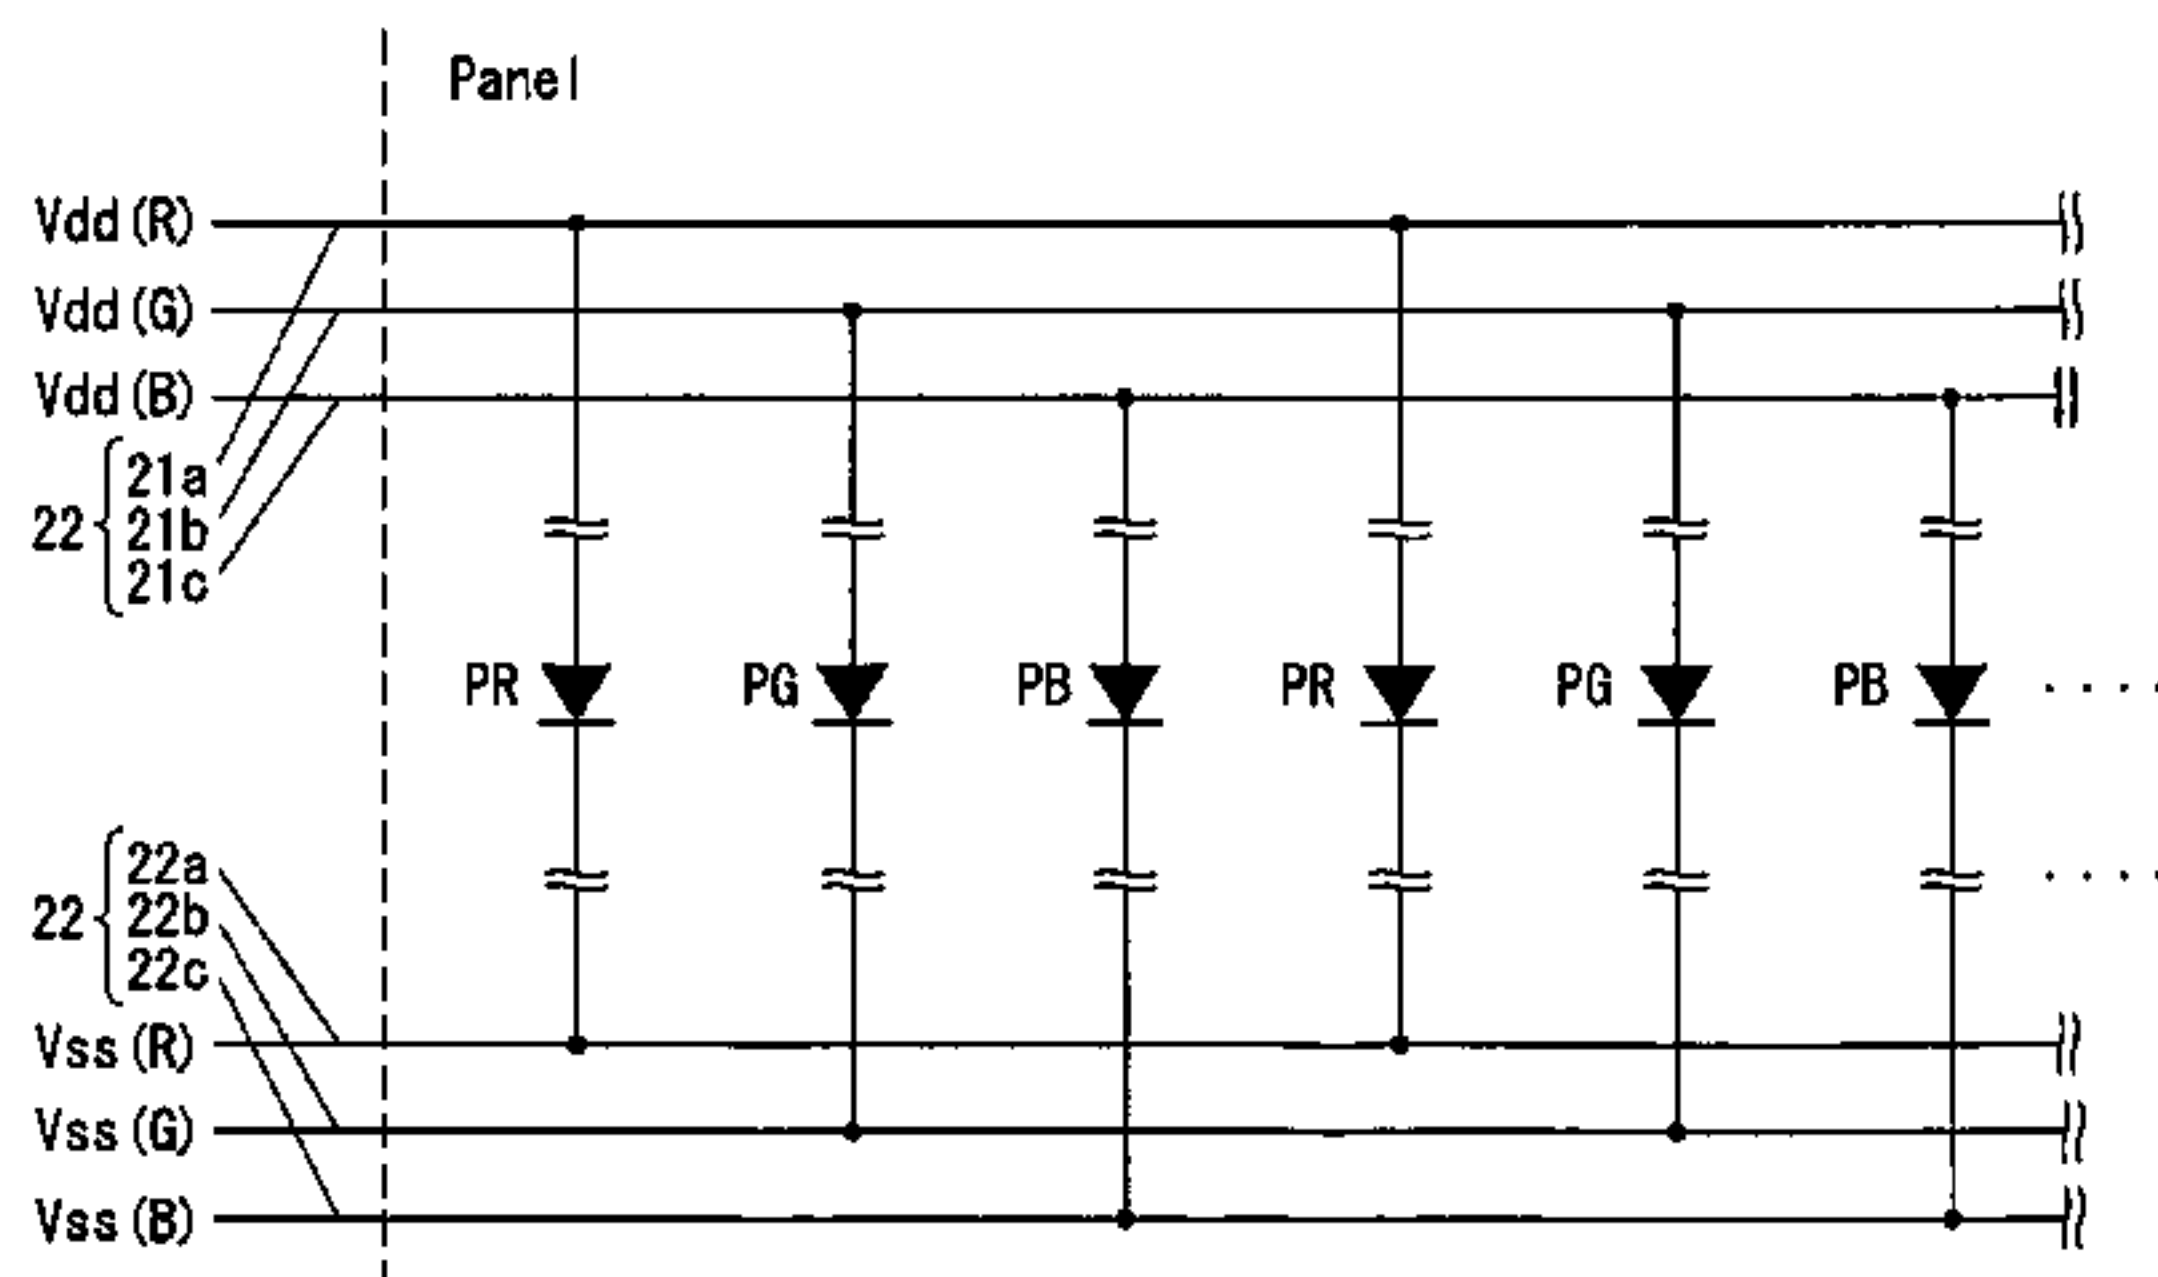 Panel
Vdd(R)
Vdd(G)
Vdd(B)
22 { 21a
21b
21c
PR PG PB PR PG PB ....
22 { 22a
22b
22c
....
Vss(R)
Vss(G)
Vss(B)